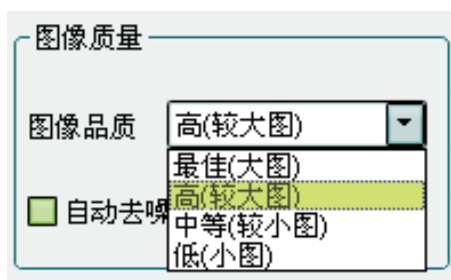 图像质量
图像品质 高(较大图)
最佳(大图)
高(较大图)
自动去噪
中等(较小图)
低(小图)